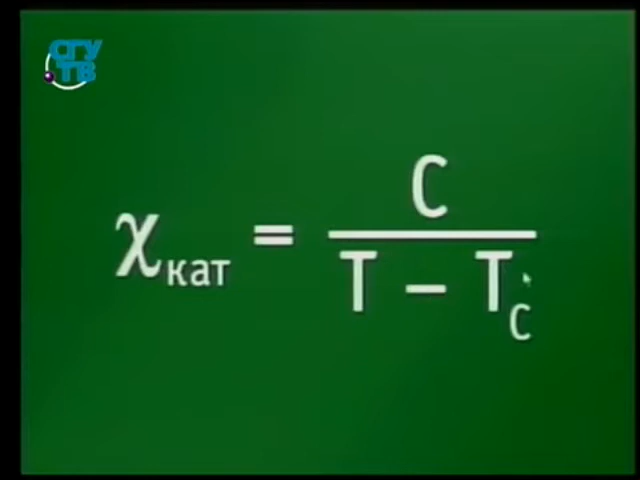 СГУ
ТВ
χкат = C / (T − Tc)